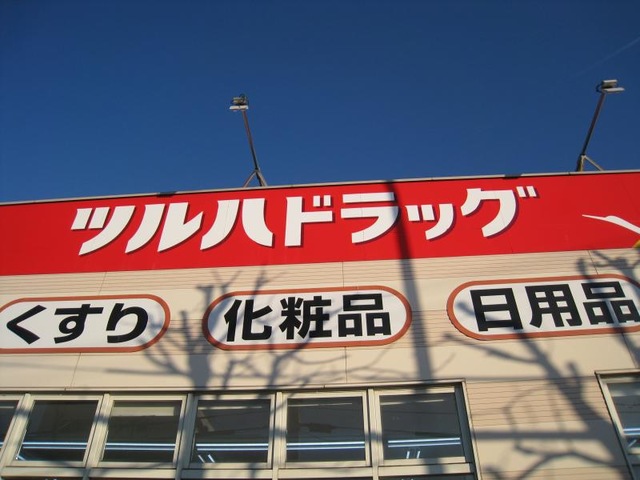 ツルハドラッグ
くすり
化粧品
日用品